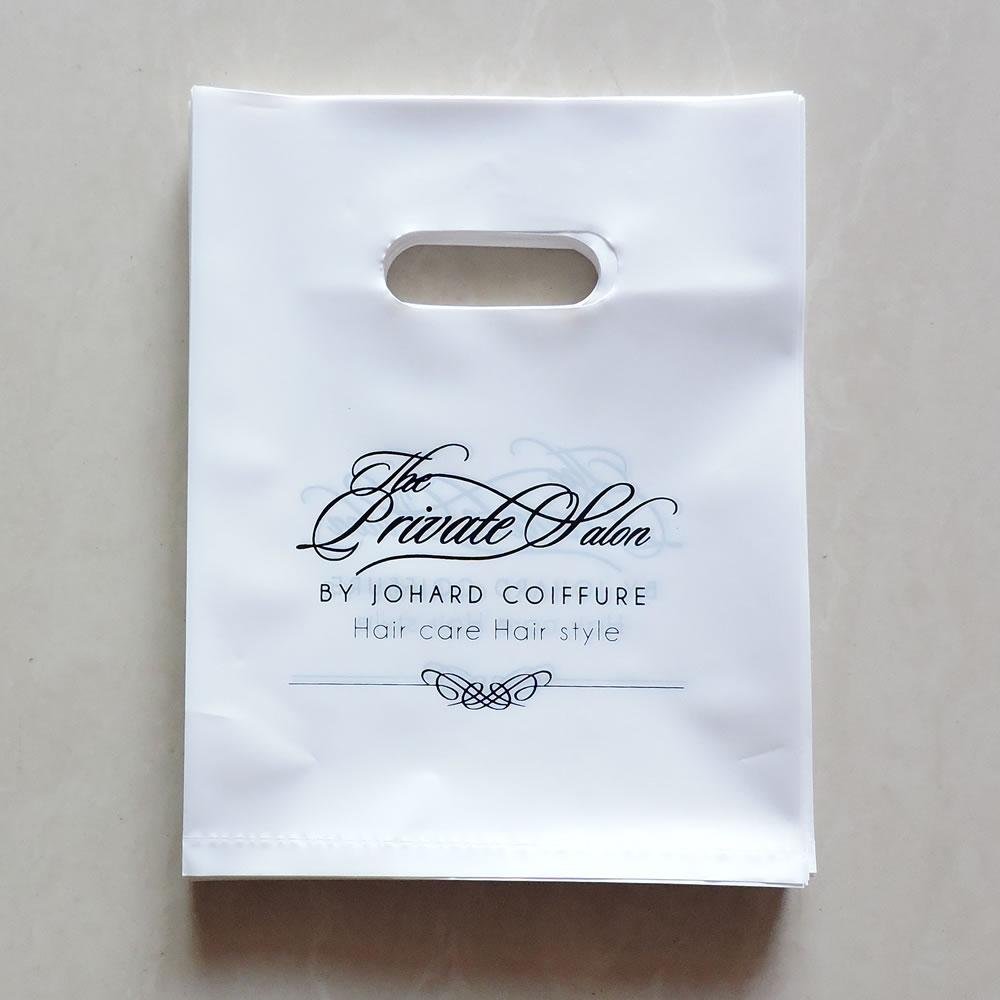 The
Private Salon
BY JOHARD COIFFURE
Hair care Hair style